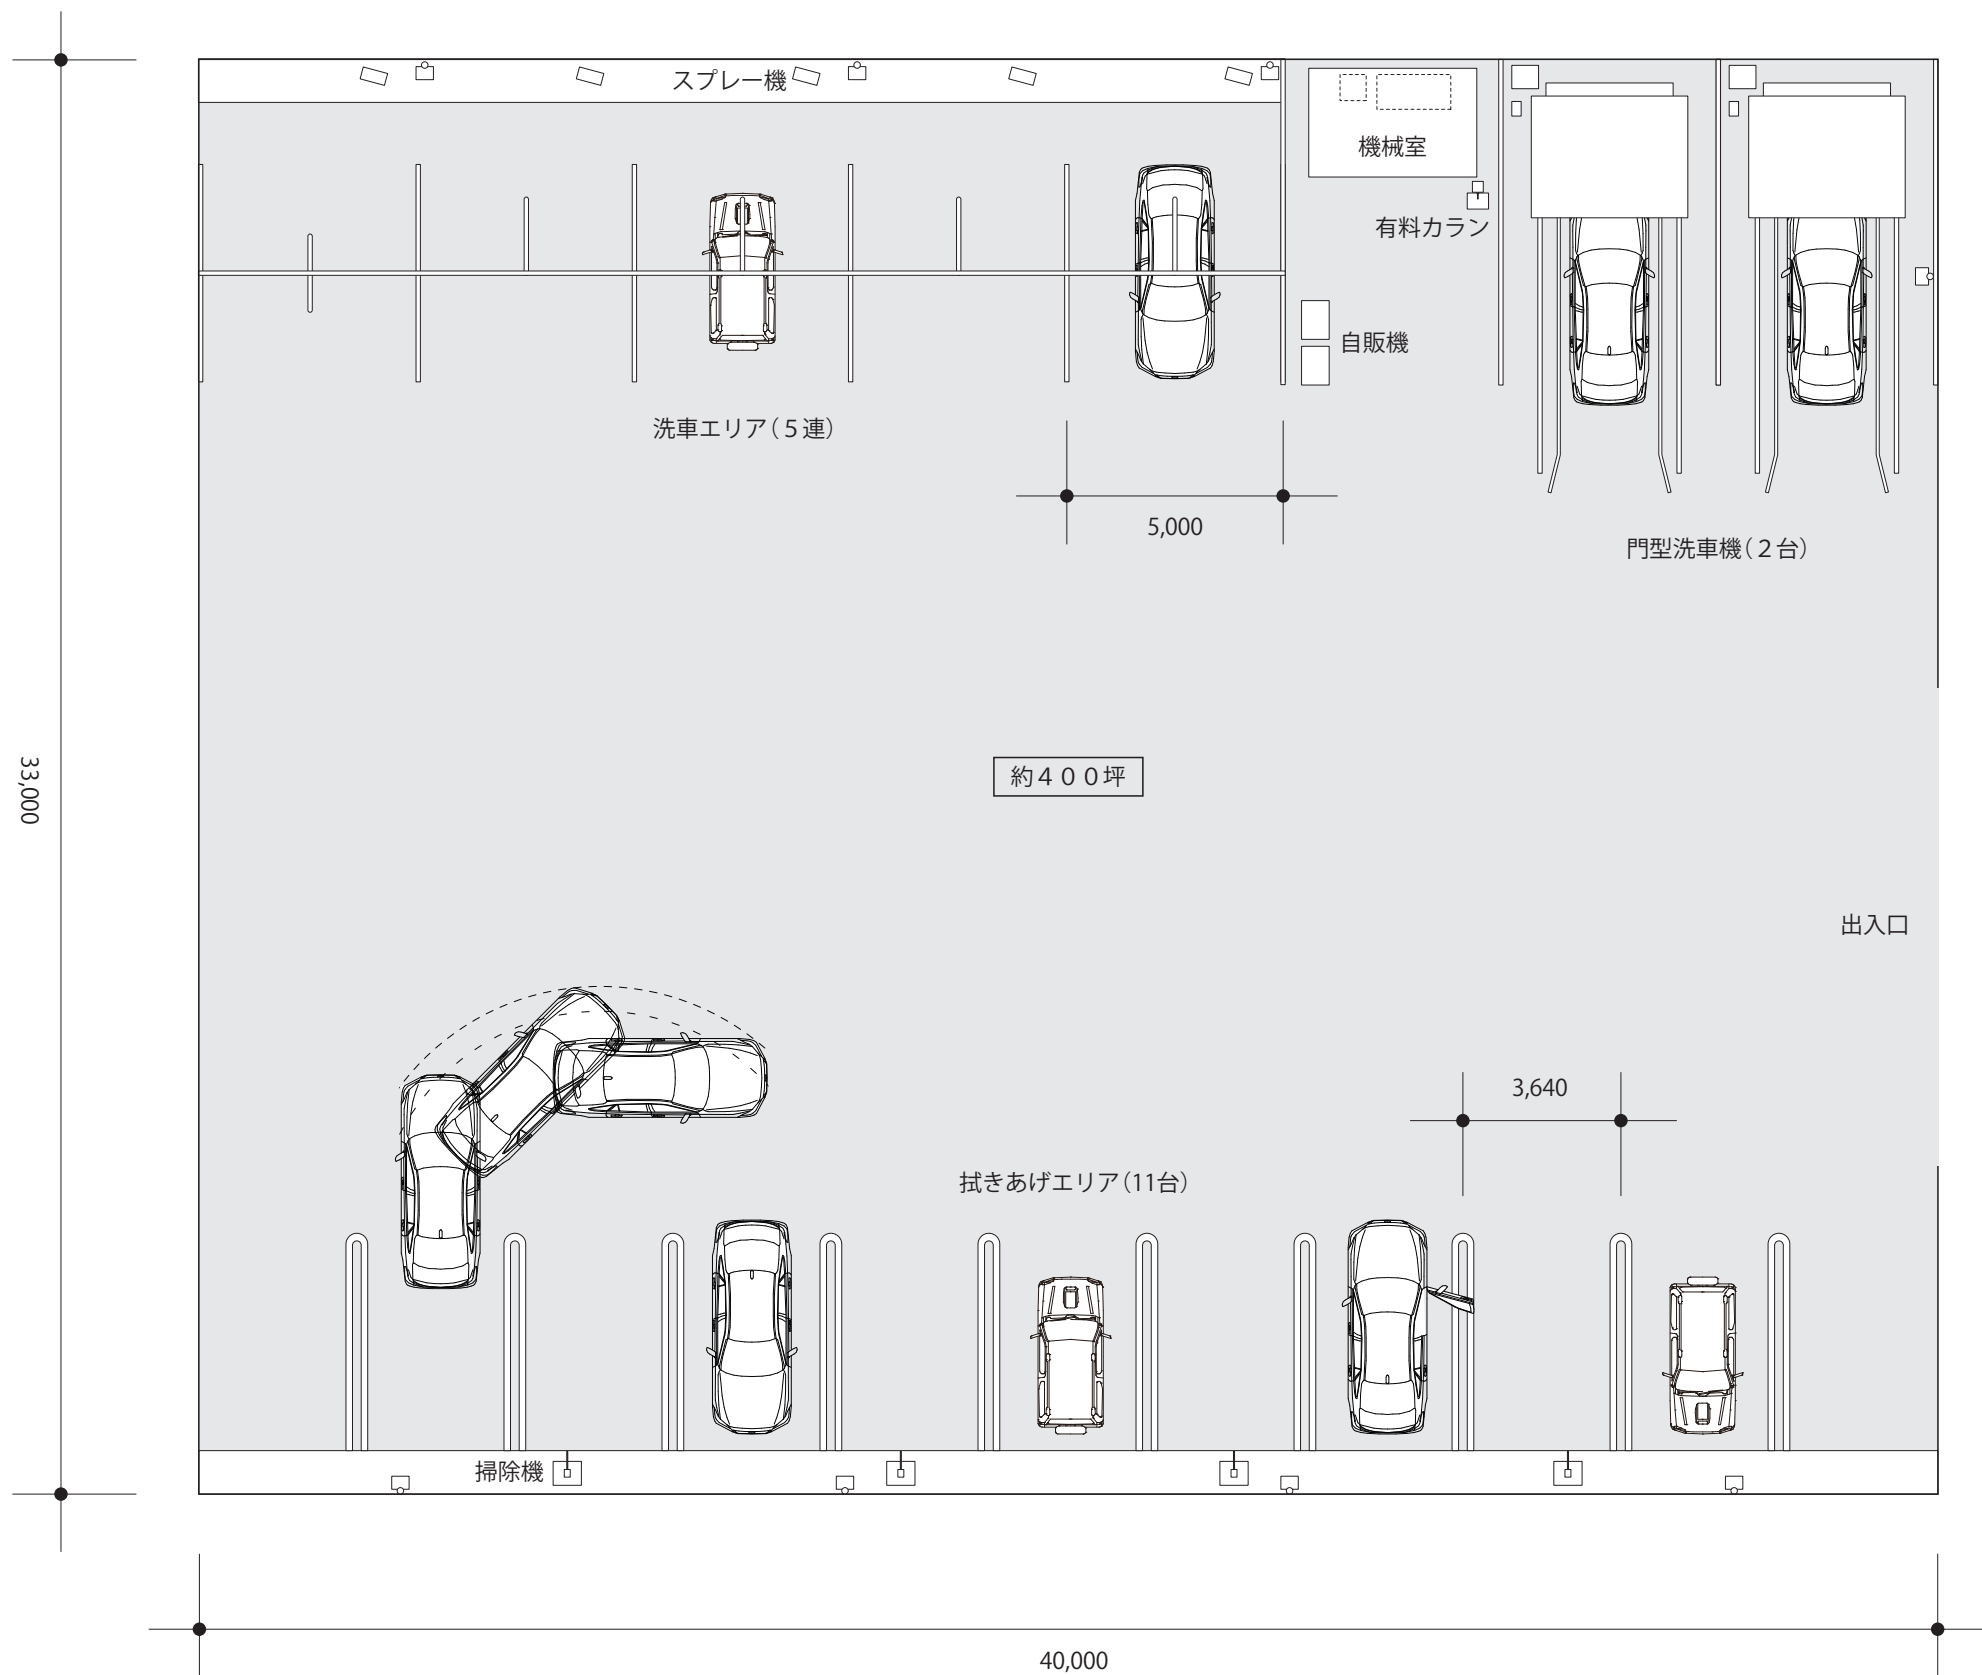 スプレー機
機械室
有料カラン
自販機
洗車エリア（５連）
5,000
門型洗車機（２台）
33,000
約４００坪
出入口
3,640
拭きあげエリア（11台）
掃除機
40,000